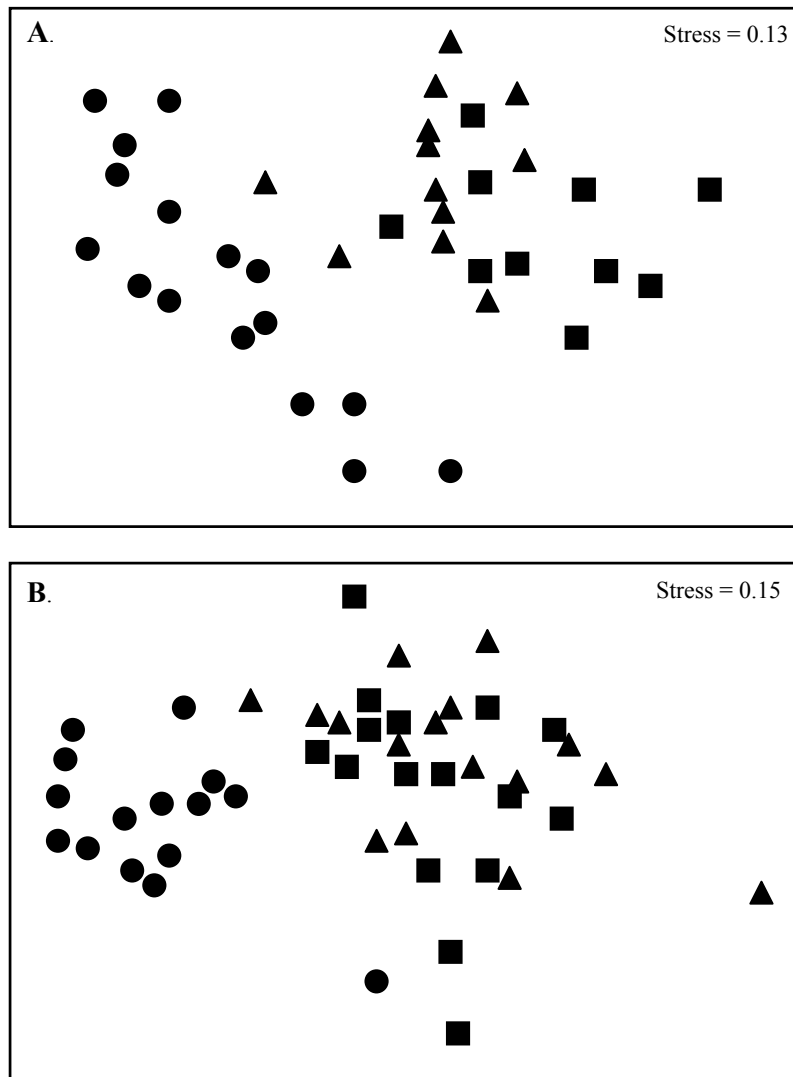 A.
Stress = 0.13
B.
Stress = 0.15